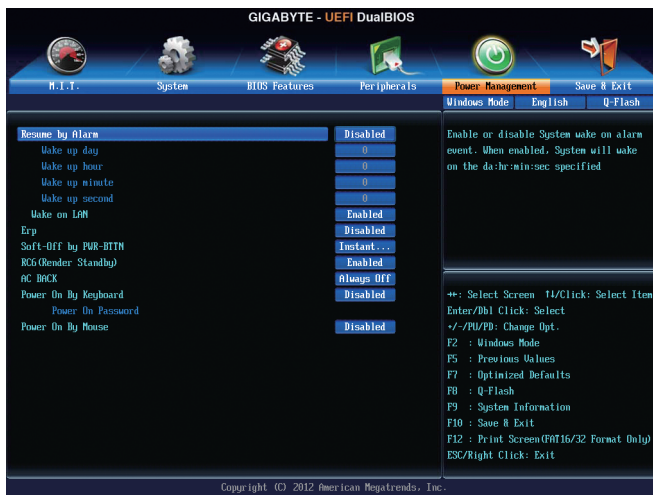 GIGABYTE - UEFI DualBIOS
M.I.T. System BIOS Features Peripherals Power Management Save & Exit
Windows Mode English Q-Flash
Resume by Alarm Disabled
Wake up day 0
Wake up hour 0
Wake up minute 0
Wake up second 0
Wake on LAN Enabled
Erp Disabled
Soft-Off by PWR-BTTN Instant...
RC6(Render Standby) Enabled
AC BACK Always Off
Power On By Keyboard Disabled
Power On Password
Power On By Mouse Disabled
Enable or disable System wake on alarm
event. When enabled, System will wake
on the da:hr:min:sec specified
→←: Select Screen ↑↓/Click: Select Item
Enter/Dbl Click: Select
+/-/PU/PD: Change Opt.
F2 : Windows Mode
F5 : Previous Values
F7 : Optimized Defaults
F8 : Q-Flash
F9 : System Information
F10 : Save & Exit
F12 : Print Screen(FAT16/32 Format Only)
ESC/Right Click: Exit
Copyright (C) 2012 American Megatrends, Inc.